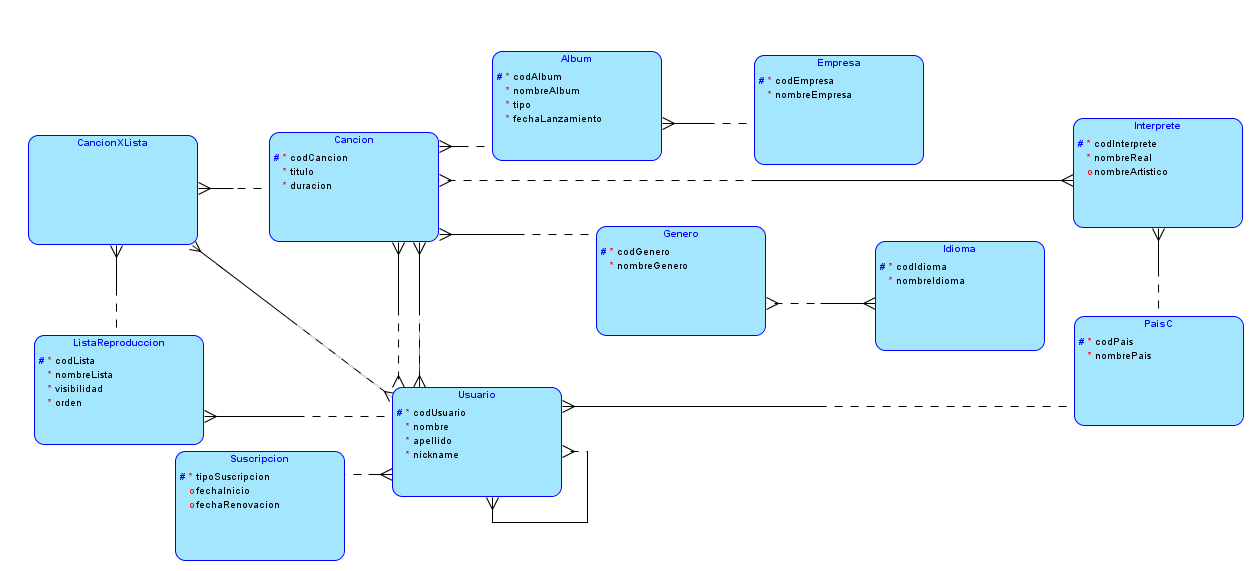 Album
# * codAlbum
* nombreAlbum
* tipo
* fechaLanzamiento
Empresa
# * codEmpresa
* nombreEmpresa
CancionXLista
Cancion
# * codCancion
* titulo
* duracion
Interprete
# * codInterprete
* nombreReal
o nombreArtistico
Genero
# * codGenero
* nombreGenero
Idioma
# * codIdioma
* nombreIdioma
ListaReproduccion
# * codLista
* nombreLista
* visibilidad
* orden
PaisC
# * codPais
* nombrePais
Usuario
# * codUsuario
* nombre
* apellido
* nickname
Suscripcion
# * tipoSuscripcion
o fechaInicio
o fechaRenovacion